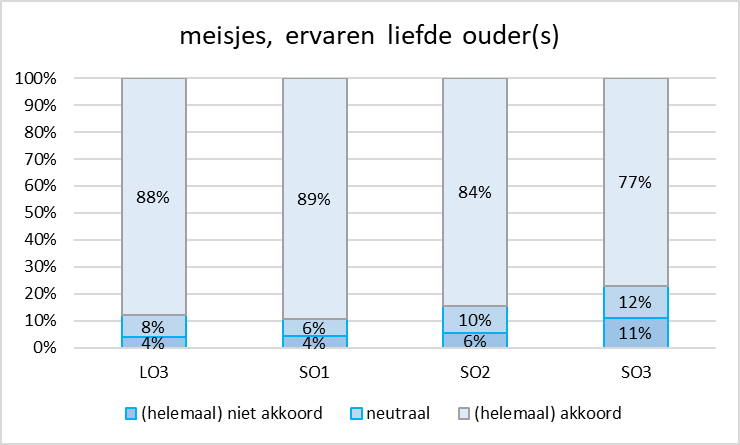 meisjes, ervaren liefde ouder(s)
100%
90%
80%
70%
60%
50%
40%
30%
20%
10%
0%
88% 89% 84% 77%
8% 6% 10% 12%
4% 4% 6% 11%
LO3 SO1 SO2 SO3
(helemaal) niet akkoord neutraal (helemaal) akkoord